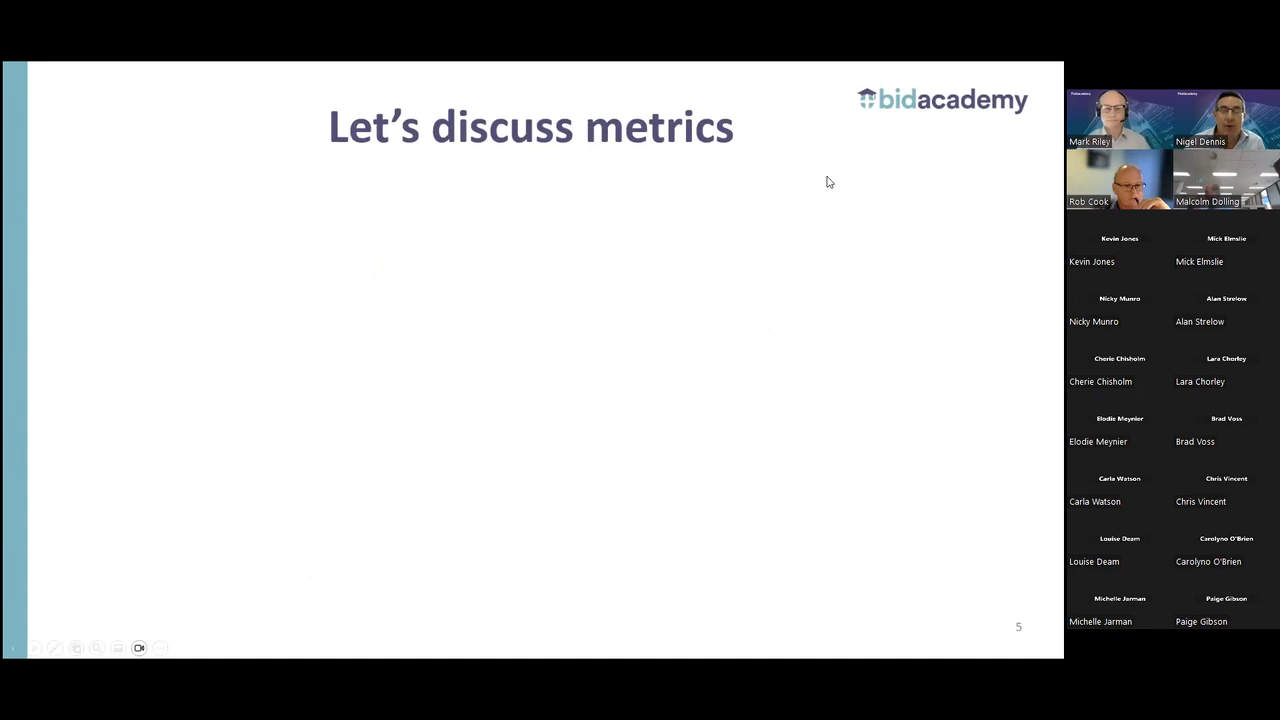 Let's discuss metrics
bidacademy
5
Mark Riley
Nigel Dennis
Rob Cook
Malcolm Dolling
Kevin Jones
Mick Elmslie
Kevin Jones
Mick Elmslie
Nicky Munro
Alan Strelow
Nicky Munro
Alan Strelow
Cherie Chisholm
Lara Chorley
Cherie Chisholm
Lara Chorley
Elodie Meynier
Brad Voss
Elodie Meynier
Brad Voss
Carla Watson
Chris Vincent
Carla Watson
Chris Vincent
Louise Deam
Carolyno O'Brien
Louise Deam
Carolyno O'Brien
Michelle Jarman
Paige Gibson
Michelle Jarman
Paige Gibson